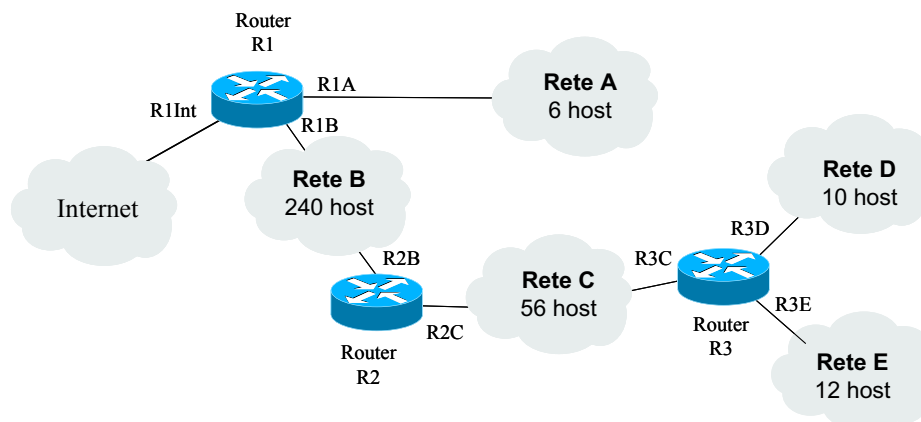 Router
R1
R1A
R1Int
R1B
Rete A
6 host
Internet
Rete B
240 host
Rete D
10 host
R2B
R3C
R3D
Rete C
56 host
R2C
R3E
Router
R2
Router
R3
Rete E
12 host